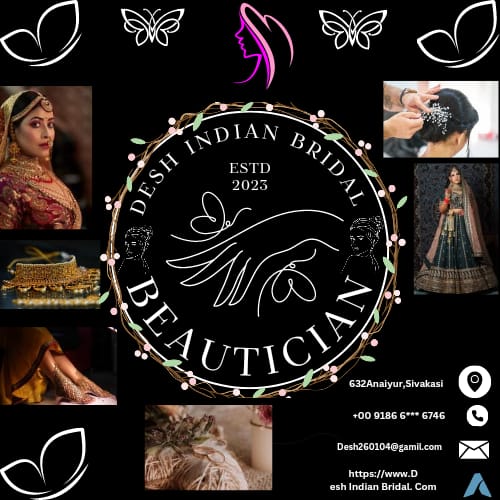 DESH INDIAN BRIDAL
ESTD
2023
BEAUTICIAN
632Anaiyur,Sivakasi
+00 9186 6*** 6746
Desh260104@gamil.com
https://www.D
esh Indian Bridal. Com